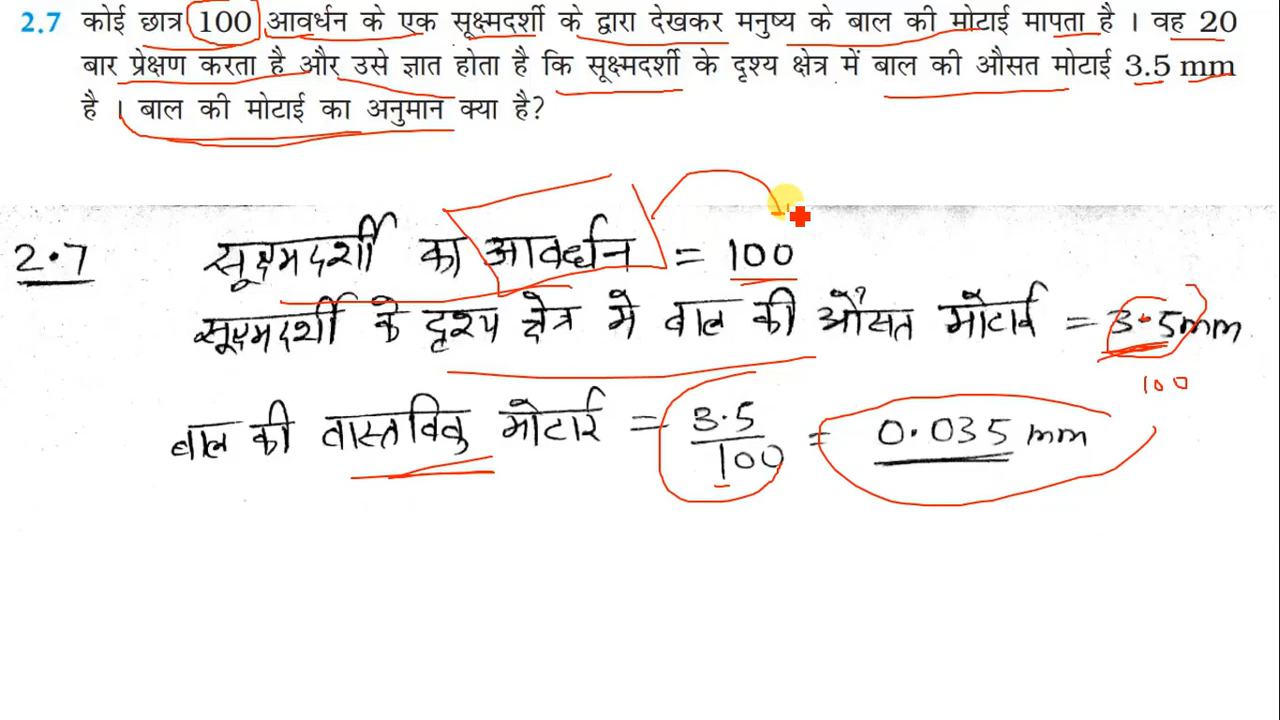 2.7 कोई छात्र 100 आवर्धन के एक सूक्ष्मदर्शी के द्वारा देखकर मनुष्य के बाल की मोटाई मापता है । वह 20
बार प्रेक्षण करता है और उसे ज्ञात होता है कि सूक्ष्मदर्शी के दृश्य क्षेत्र में बाल की औसत मोटाई 3.5 mm
है । बाल की मोटाई का अनुमान क्या है?
2.7 सूक्ष्मदर्शी का आवर्धन = 100
सूक्ष्मदर्शी के दृश्य क्षेत्र मे बाल की औसत मोटाई = 3.5mm
100
बाल की वास्तविक मोटाई = 3.5/100 = 0.035 mm